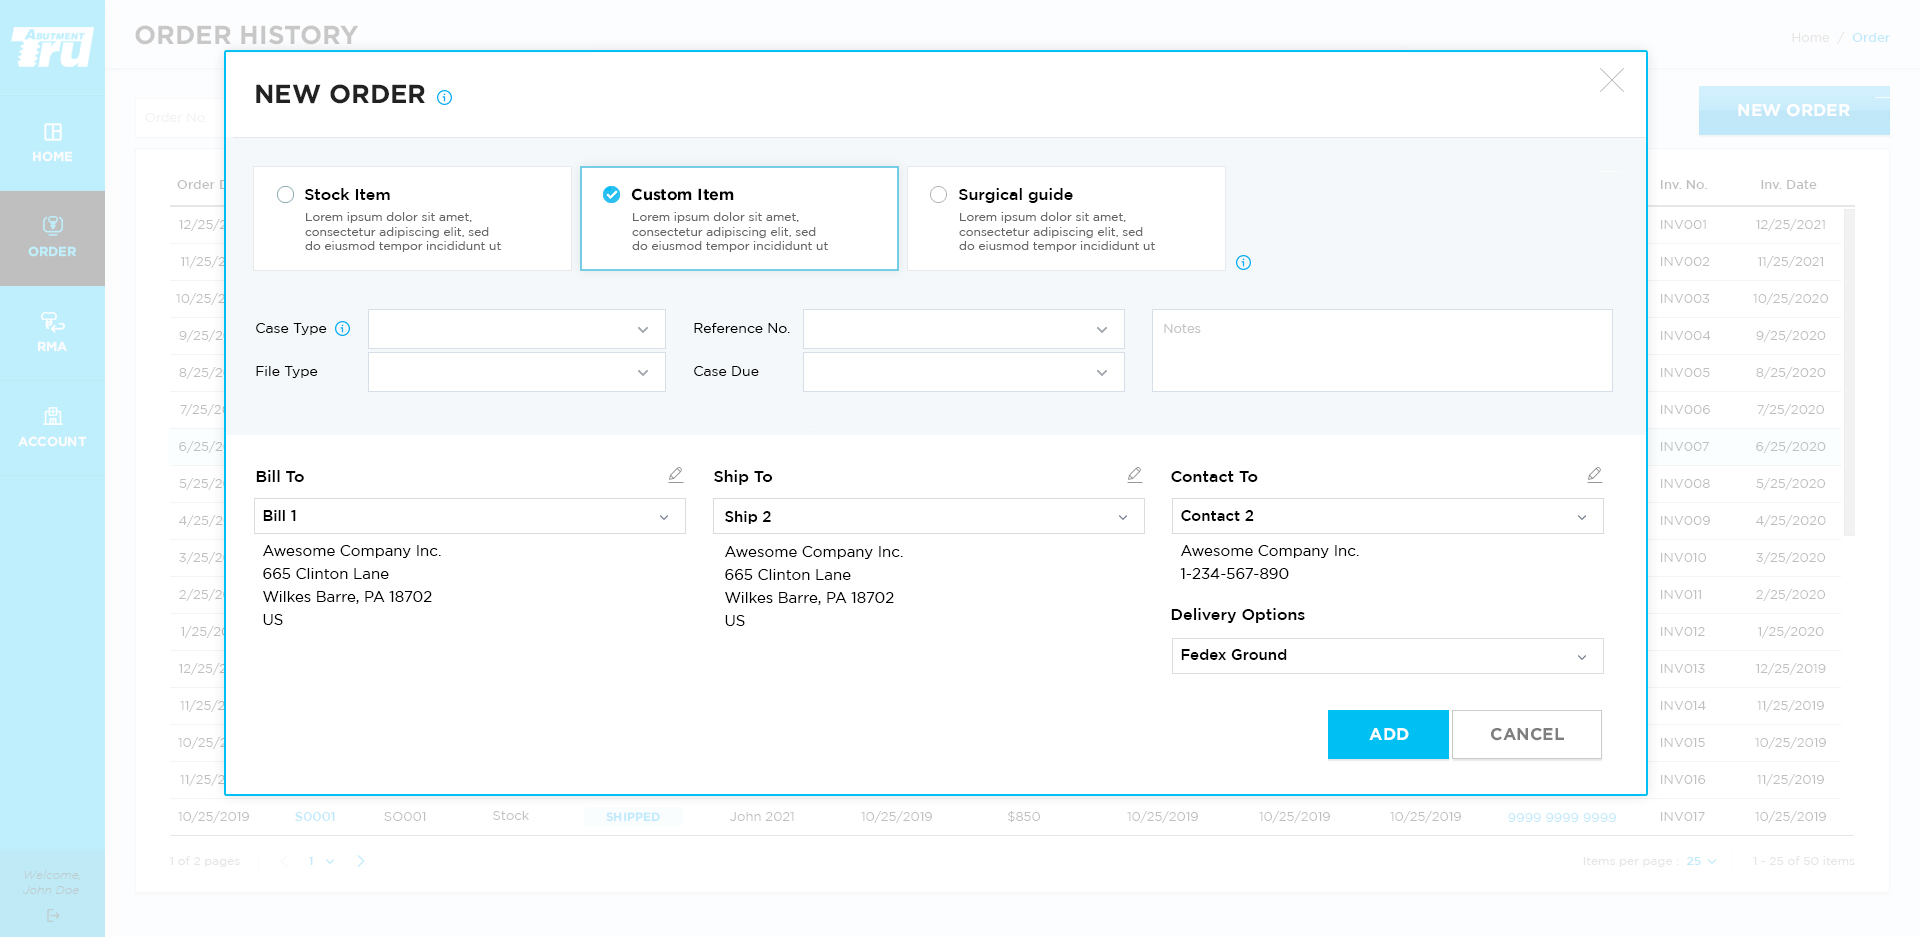 ABUTMENT
Tru
HOME
ORDER
RMA
ACCOUNT
Welcome,
John Doe
ORDER HISTORY
Home / Order
Order No
NEW ORDER
NEW ORDER
Stock Item
Lorem ipsum dolor sit amet,
consectetur adipiscing elit, sed
do eiusmod tempor incididunt ut
Custom Item
Lorem ipsum dolor sit amet,
consectetur adipiscing elit, sed
do eiusmod tempor incididunt ut
Surgical guide
Lorem ipsum dolor sit amet,
consectetur adipiscing elit, sed
do eiusmod tempor incididunt ut
Case Type
Reference No.
Notes
File Type
Case Due
Bill To
Bill 1
Awesome Company Inc.
665 Clinton Lane
Wilkes Barre, PA 18702
US
Ship To
Ship 2
Awesome Company Inc.
665 Clinton Lane
Wilkes Barre, PA 18702
US
Contact To
Contact 2
Awesome Company Inc.
1-234-567-890
Delivery Options
Fedex Ground
ADD CANCEL
Order D Inv. No. Inv. Date
12/25/2 INV001 12/25/2021
11/25/2 INV002 11/25/2021
10/25/2 INV003 10/25/2020
9/25/2 INV004 9/25/2020
8/25/2 INV005 8/25/2020
7/25/2 INV006 7/25/2020
6/25/2 INV007 6/25/2020
5/25/2 INV008 5/25/2020
4/25/2 INV009 4/25/2020
3/25/2 INV010 3/25/2020
2/25/2 INV011 2/25/2020
1/25/2 INV012 1/25/2020
12/25/2 INV013 12/25/2019
11/25/2 INV014 11/25/2019
10/25/2 INV015 10/25/2019
11/25/2 INV016 11/25/2019
10/25/2019 S0001 SO001 Stock SHIPPED John 2021 10/25/2019 $850 10/25/2019 10/25/2019 10/25/2019 9999 9999 9999 INV017 10/25/2019
1 of 2 pages 1 Items per page : 25 1 - 25 of 50 items